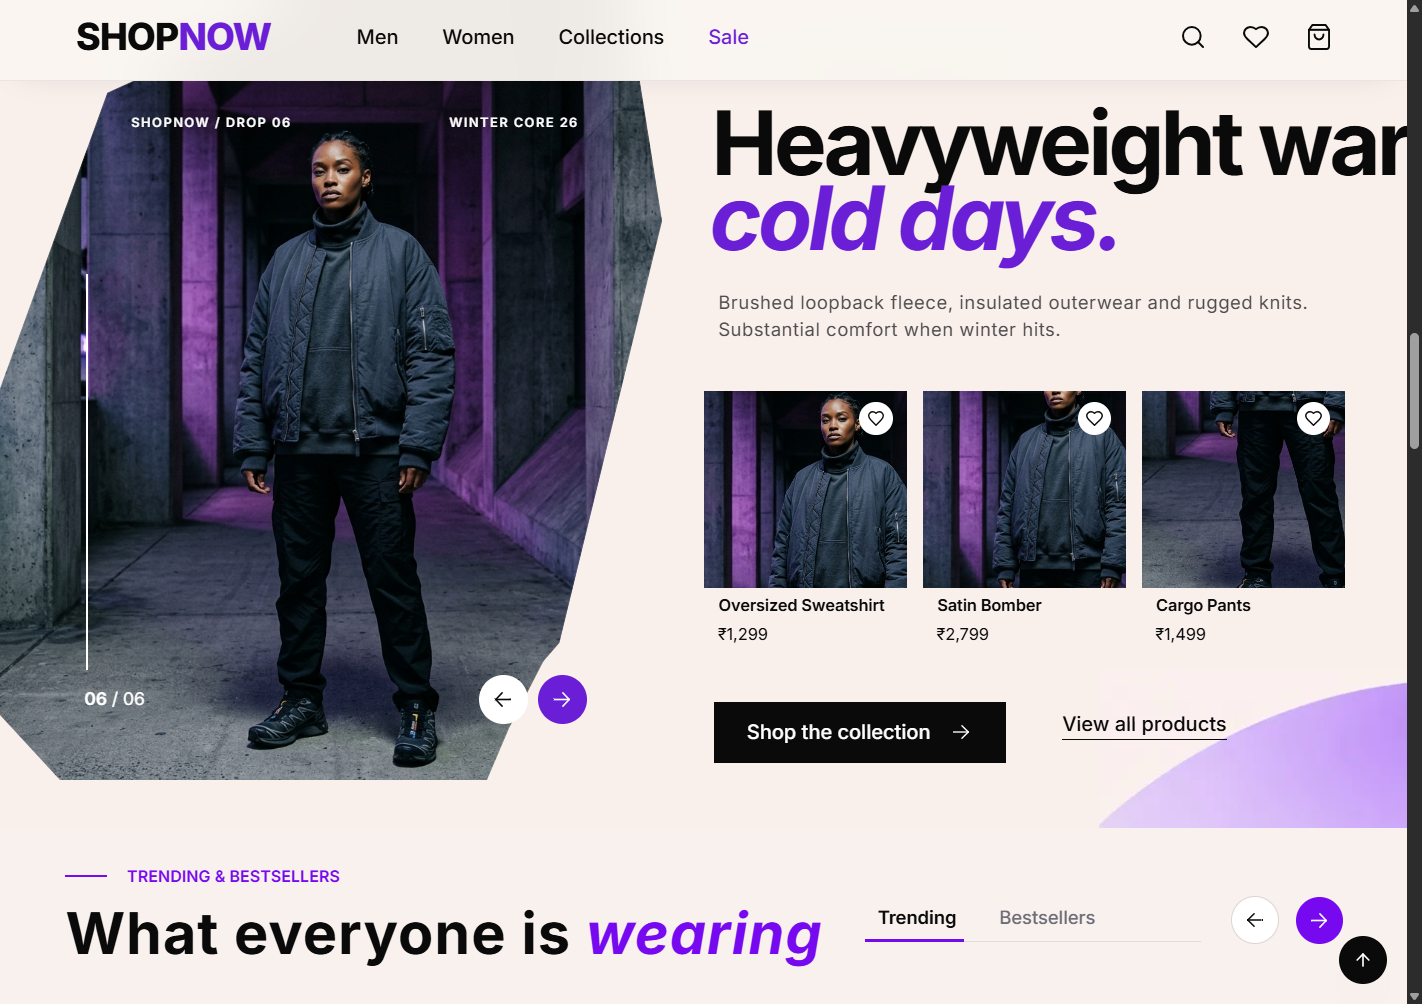 SHOPNOW
Men
Women
Collections
Sale
SHOPNOW / DROP 06
WINTER CORE 26
06 / 06
Heavyweight
cold days.
Brushed loopback fleece, insulated outerwear and rugged knits.
Substantial comfort when winter hits.
Oversized Sweatshirt
₹1,299
Satin Bomber
₹2,799
Cargo Pants
₹1,499
Shop the collection
View all products
TRENDING & BESTSELLERS
What everyone is wearing
Trending
Bestsellers